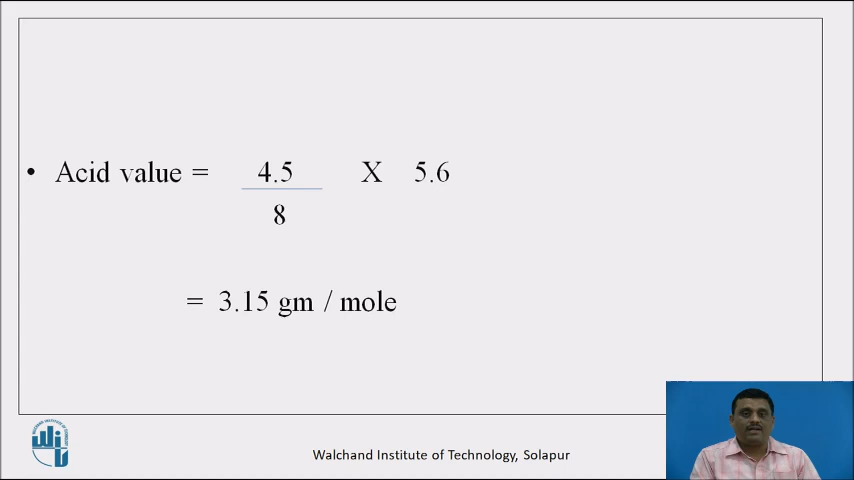 • Acid value = 4.5 X 5.6
8
= 3.15 gm / mole
Walchand Institute of Technology, Solapur